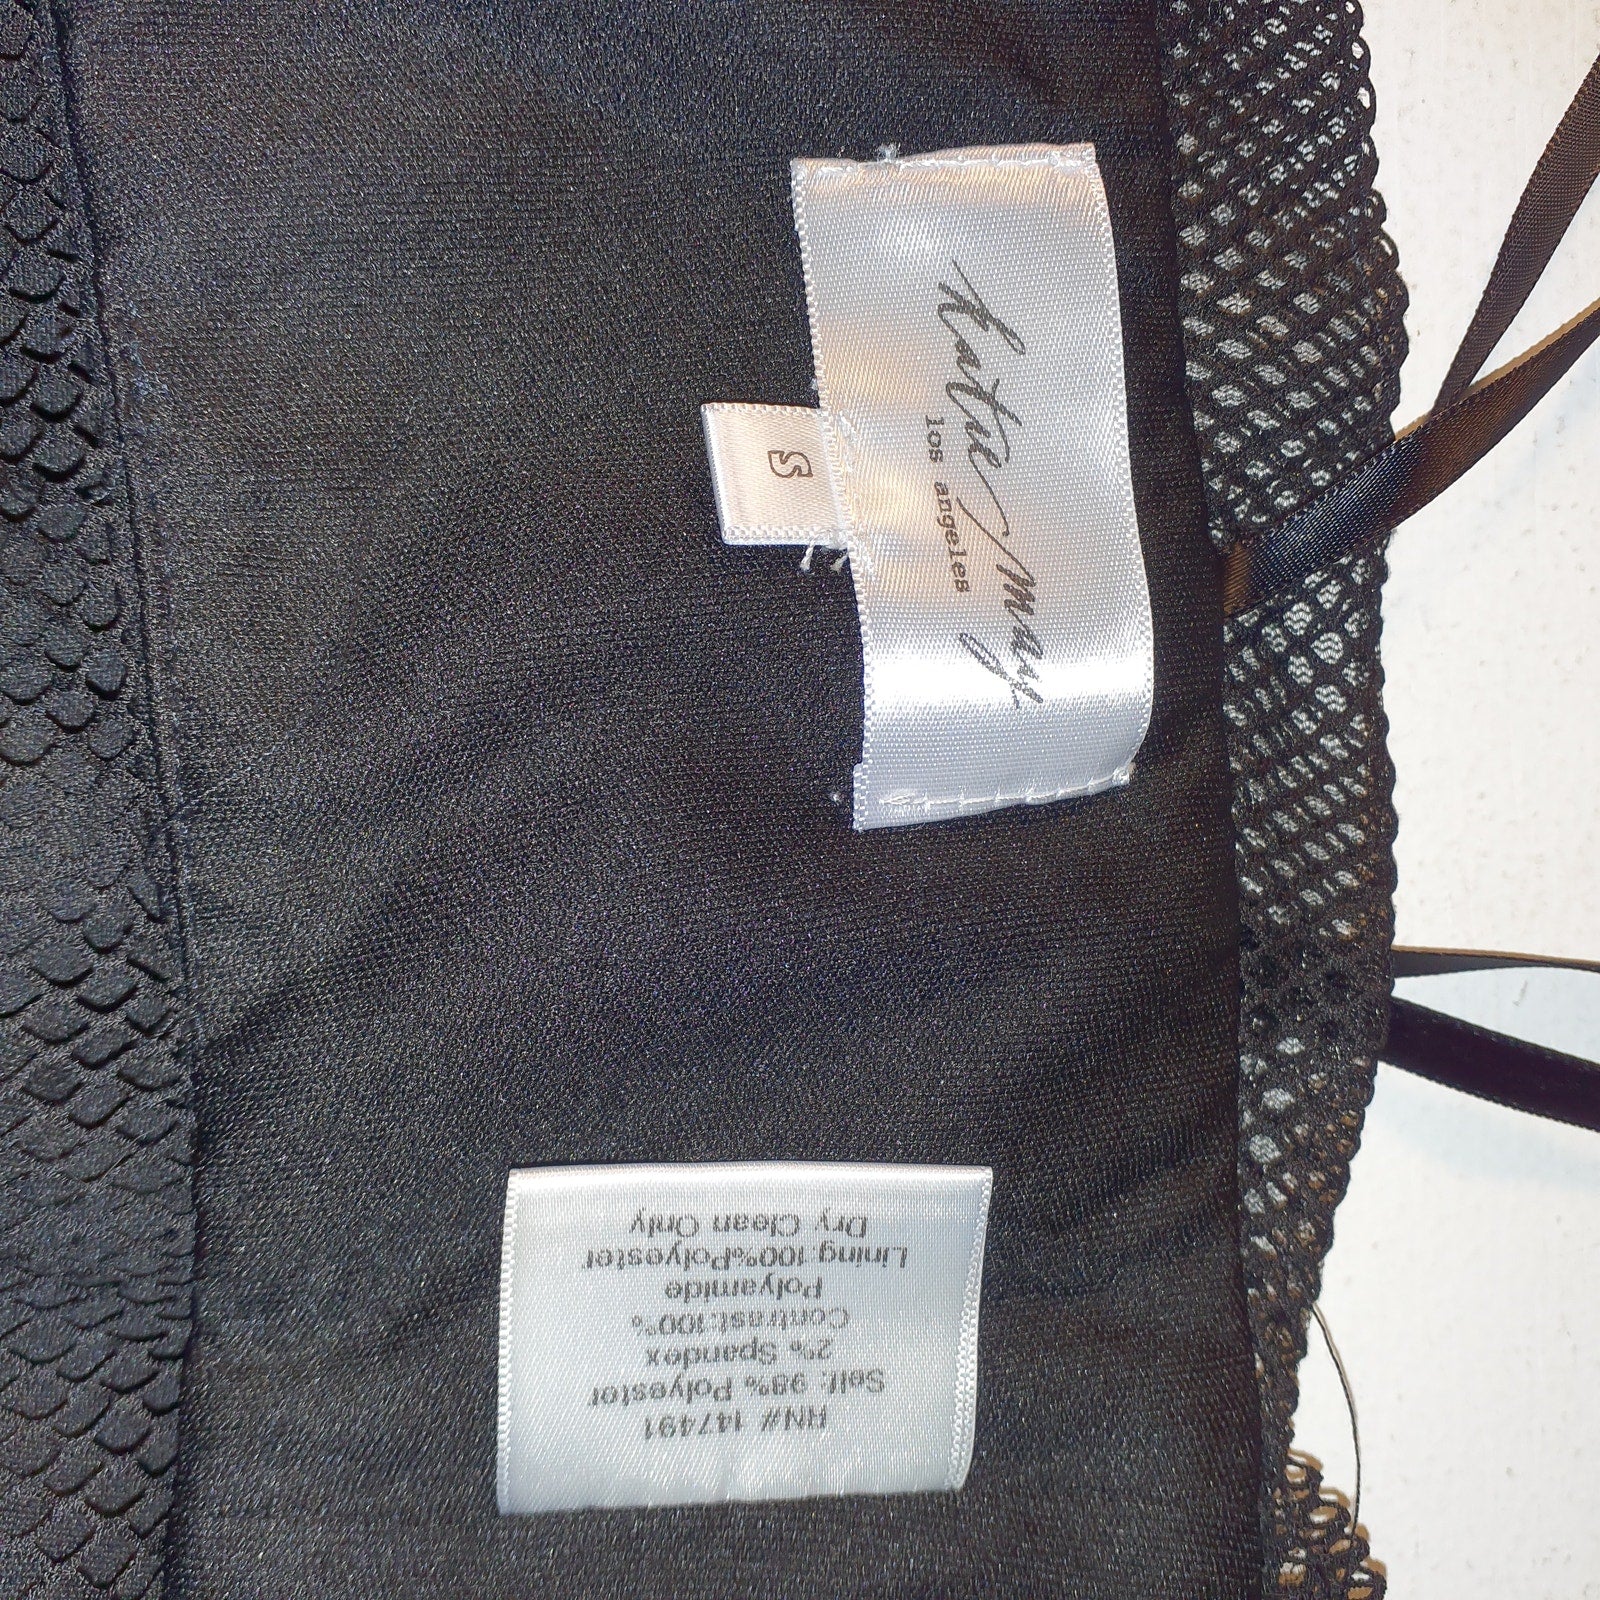 katie may
los angeles
S
RN# 147491
Self: 98% Polyester
2% Spandex
Contrast:100%
Polyamide
Lining:100%Polyester
Dry Clean Only